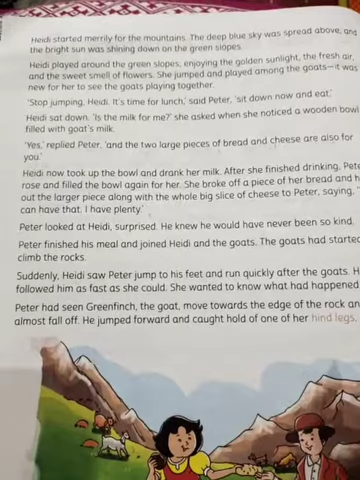 Heidi started merrily for the mountains. The deep blue sky was spread above, and
the bright sun was shining down on the green slopes.
Heidi played around the green slopes, enjoying the golden sunlight, the fresh air,
and the sweet smell of flowers. She jumped and played among the goats—it was
new for her to see the goats playing together.
'Stop jumping, Heidi. It's time for lunch,' said Peter, 'sit down now and eat.'
Heidi sat down. 'Is the milk for me?' she asked when she noticed a wooden bowl
filled with goat's milk.
'Yes,' replied Peter, 'and the two large pieces of bread and cheese are also for
you.'
Heidi now took up the bowl and drank her milk. After she finished drinking, Pete
rose and filled the bowl again for her. She broke off a piece of her bread and h
out the larger piece along with the whole big slice of cheese to Peter, saying, '
can have that. I have plenty.'
Peter looked at Heidi, surprised. He knew he would have never been so kind.
Peter finished his meal and joined Heidi and the goats. The goats had started
climb the rocks.
Suddenly, Heidi saw Peter jump to his feet and run quickly after the goats. H
followed him as fast as she could. She wanted to know what had happened
Peter had seen Greenfinch, the goat, move towards the edge of the rock an
almost fall off. He jumped forward and caught hold of one of her hind legs.